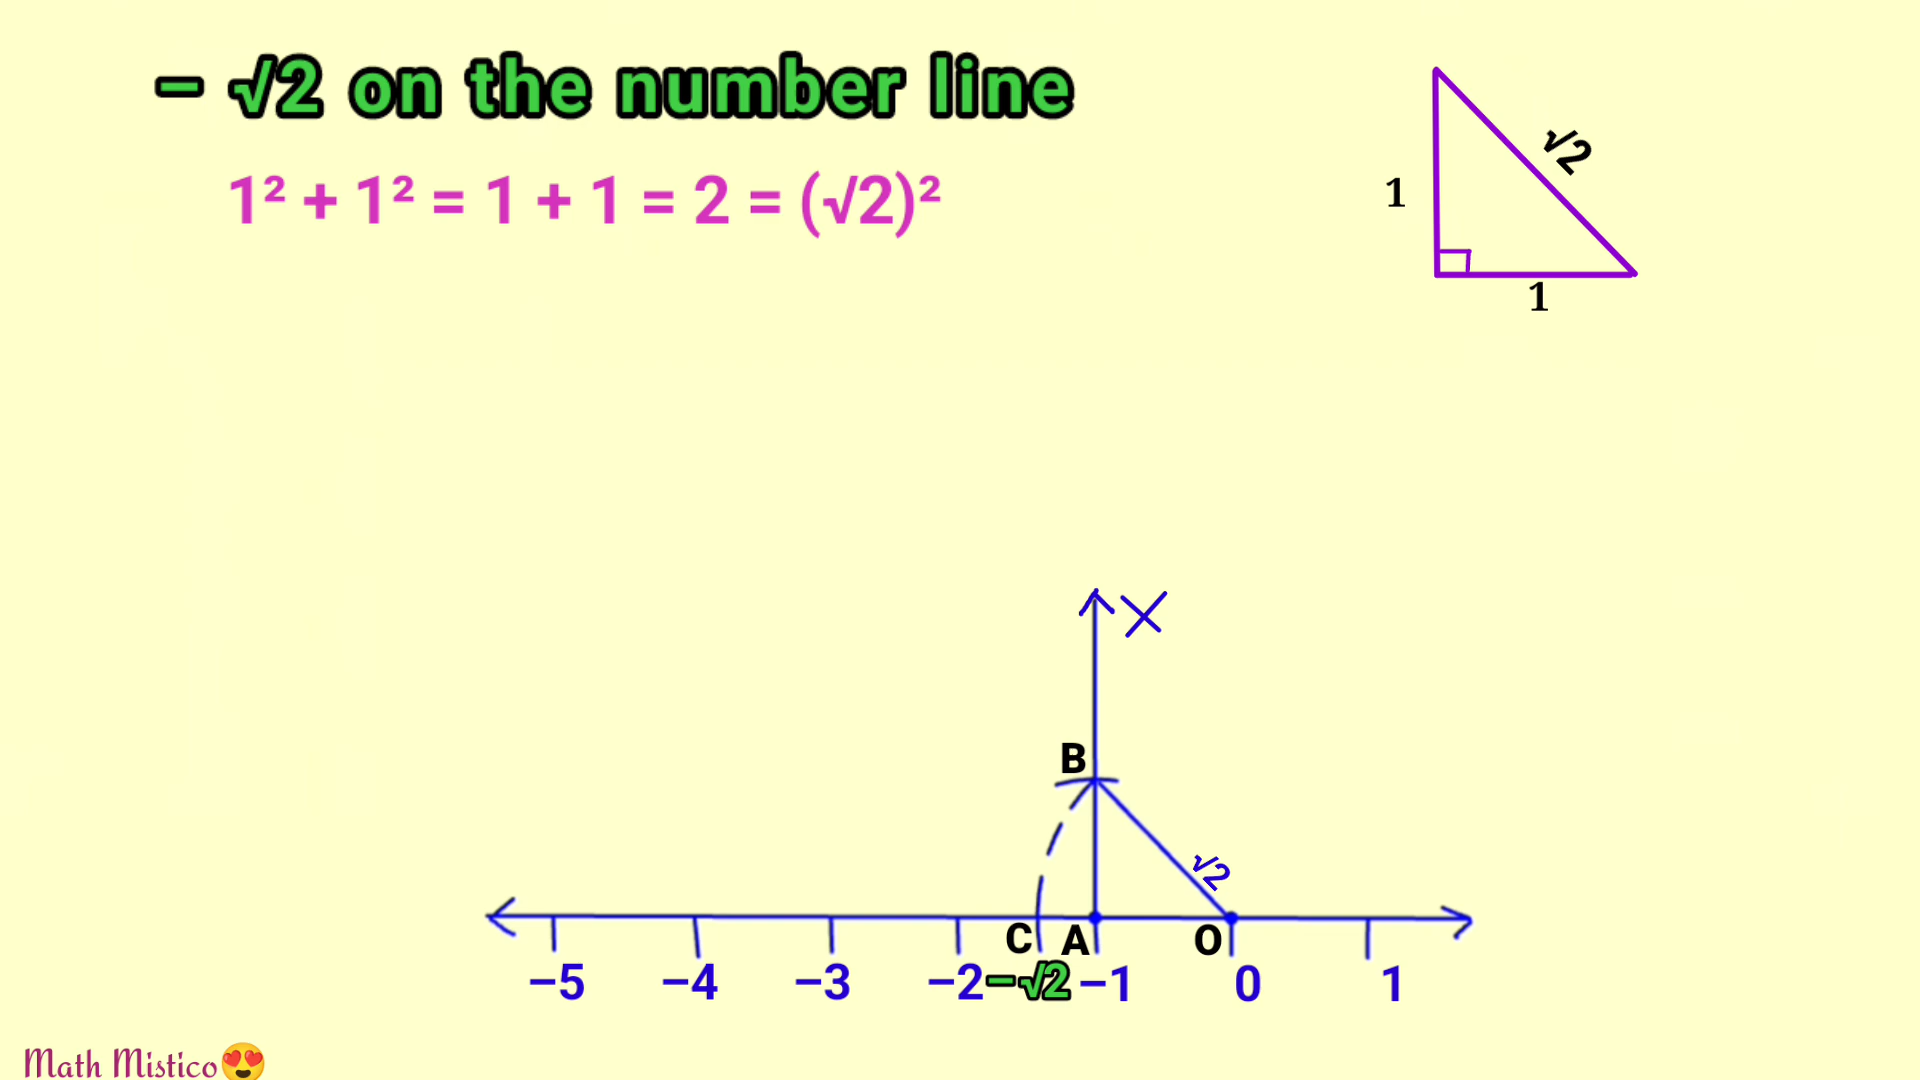 – √2 on the number line
1² + 1² = 1 + 1 = 2 = (√2)²
√2
1
1
X
B
√2
C A O
–5 –4 –3 –2 –√2 –1 0 1
Math Mistico😍